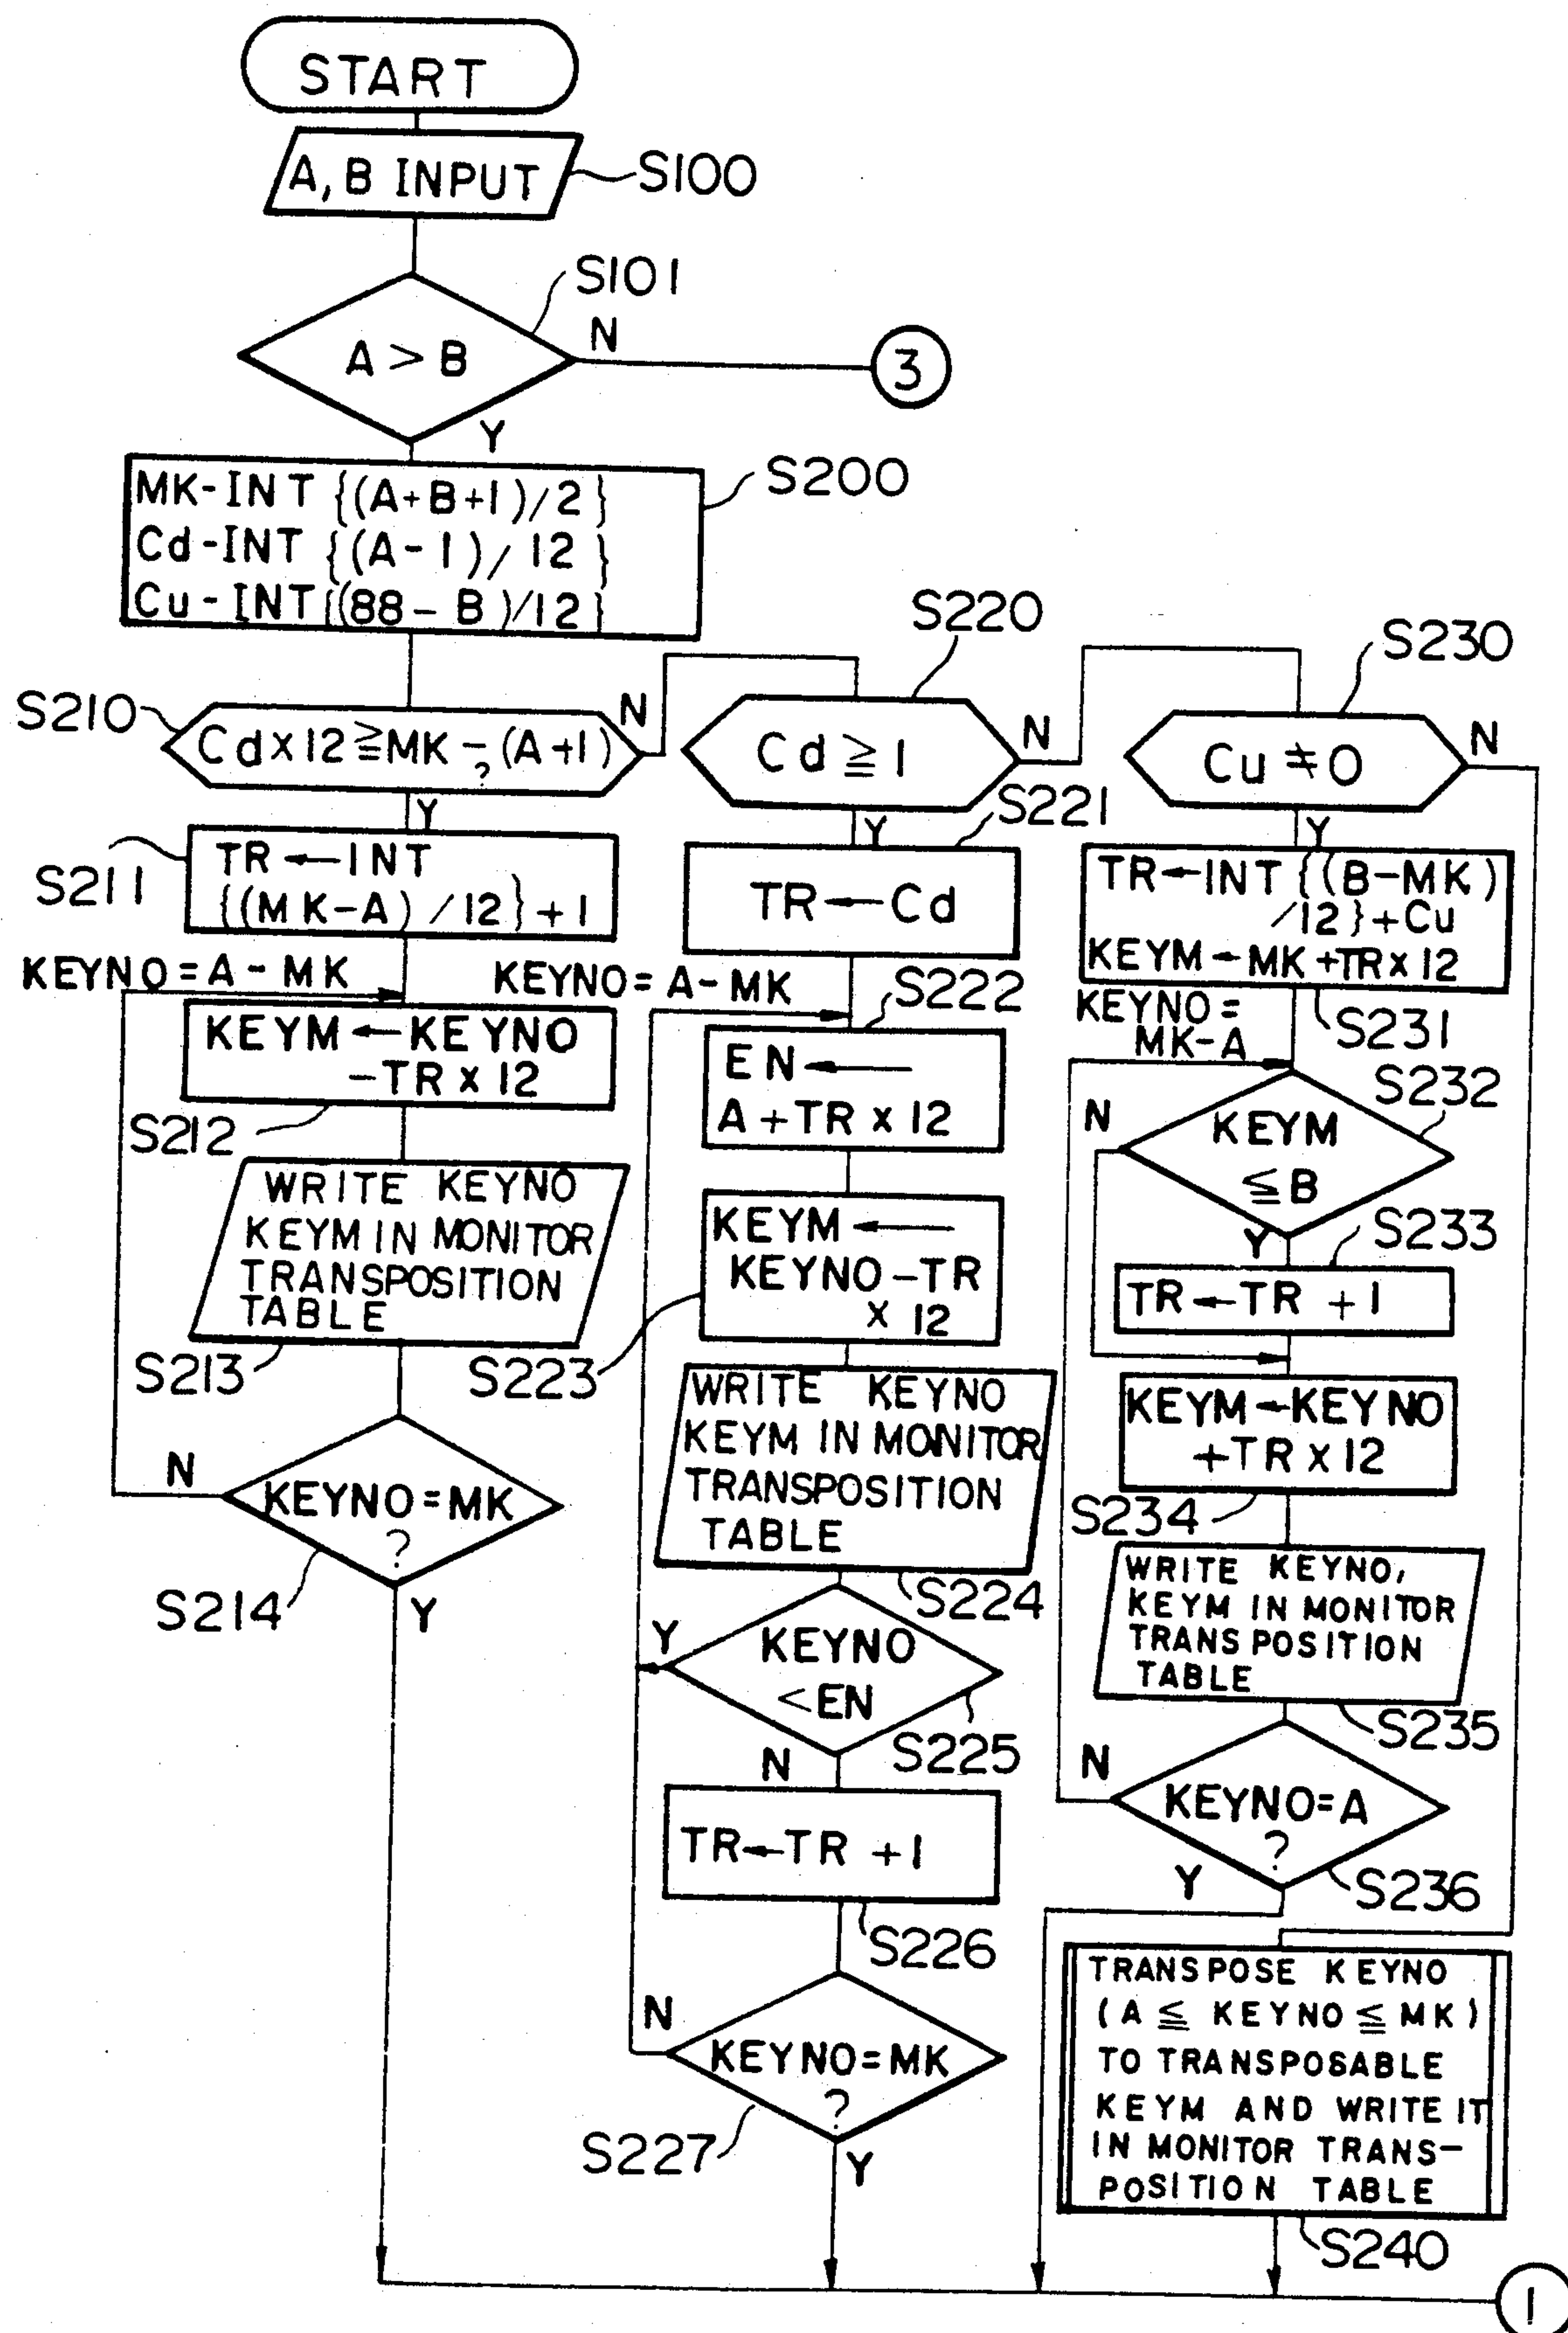 START
A, B INPUT
S100
S101
A > B
N
3
Y
S200
MK-INT {(A+B+1)/2}
Cd-INT {(A-1)/12}
Cu-INT{(88-B)/12}
S210
Cd×12≧MK-(A+1)
?
N
Y
S211
TR←INT
{(MK-A)/12}+1
KEYNO=A-MK
KEYM←KEYNO
-TR×12
S212
WRITE KEYNO
KEYM IN MONITOR
TRANSPOSITION
TABLE
S213
N
KEYNO=MK
?
S214
Y
S220
Cd≧1
N
Y
S221
TR←Cd
KEYNO=A-MK
S222
EN←
A+TR×12
KEYM←
KEYNO-TR
×12
S223
WRITE KEYNO
KEYM IN MONITOR
TRANSPOSITION
TABLE
S224
Y
KEYNO
<EN
S225
N
TR←TR+1
S226
N
KEYNO=MK
?
S227
Y
S230
Cu≠0
N
Y
TR←INT{(B-MK)
/12}+Cu
KEYM←MK+TR×12
KEYNO=
MK-A
S231
S232
N
KEYM
≦B
Y
S233
TR←TR+1
KEYM←KEYNO
+TR×12
S234
WRITE KEYNO,
KEYM IN MONITOR
TRANSPOSITION
TABLE
S235
N
KEYNO=A
?
Y
S236
TRANSPOSE KEYNO
(A≦KEYNO≦MK)
TO TRANSPOSABLE
KEYM AND WRITE IT
IN MONITOR TRANS-
POSITION TABLE
S240
1